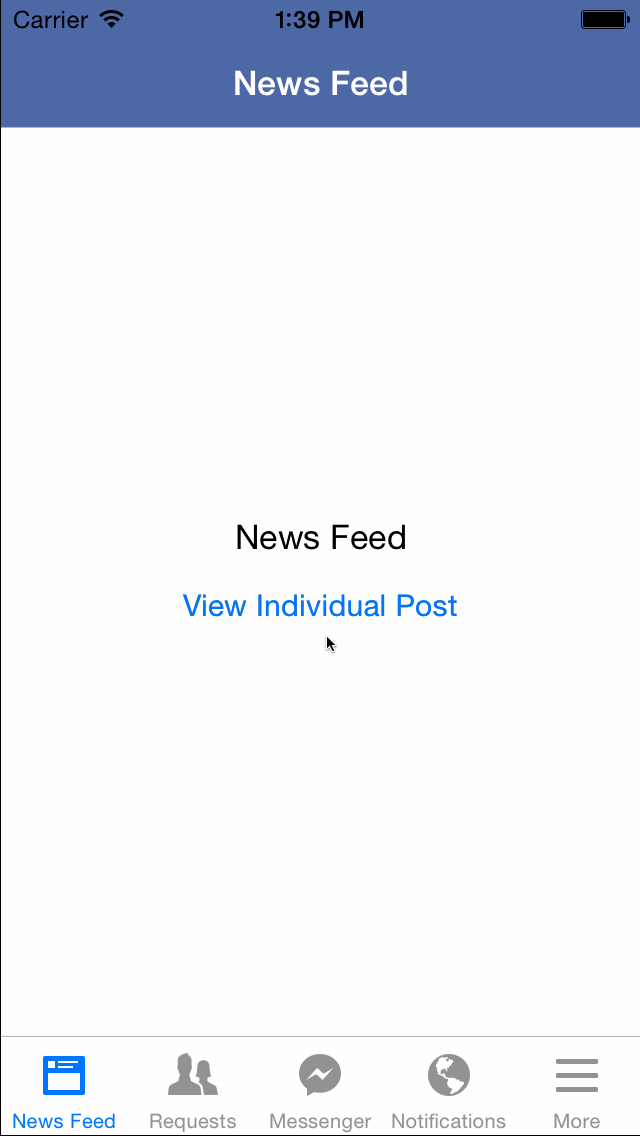 Carrier 1:39 PM
News Feed
News Feed
View Individual Post
News Feed Requests Messenger Notifications More